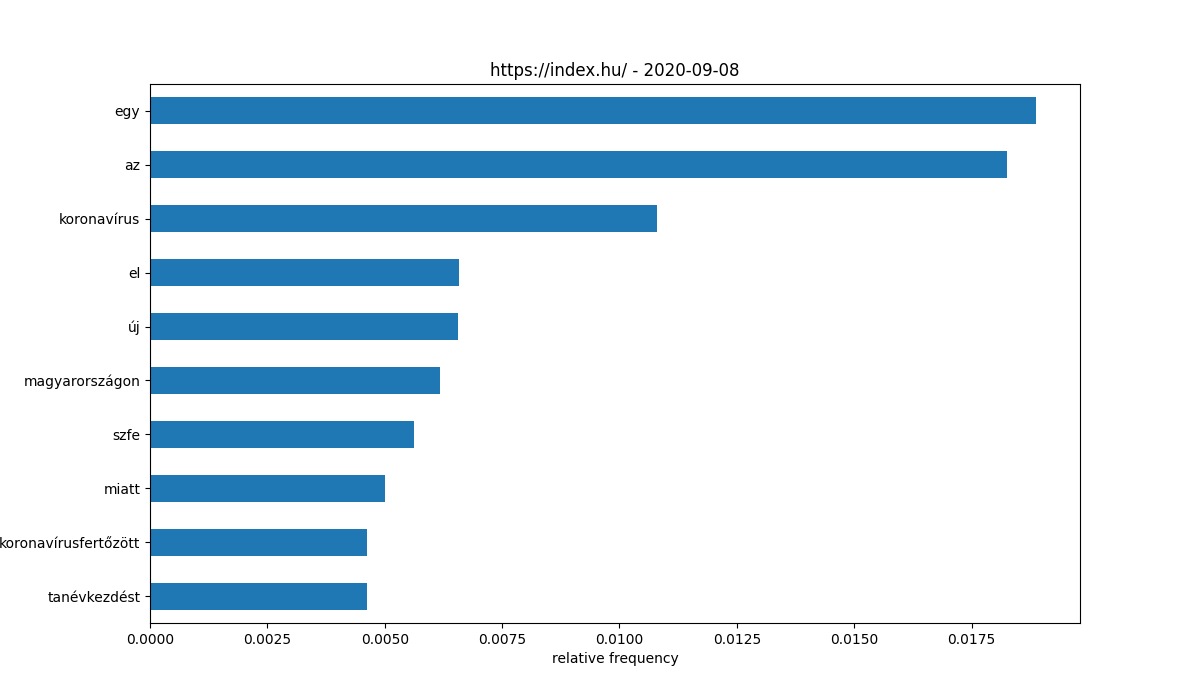 https://index.hu/ - 2020-09-08
egy
az
koronavírus
el
új
magyarországon
szfe
miatt
koronavírusfertőzött
tanévkezdést
0.0000 0.0025 0.0050 0.0075 0.0100 0.0125 0.0150 0.0175
relative frequency